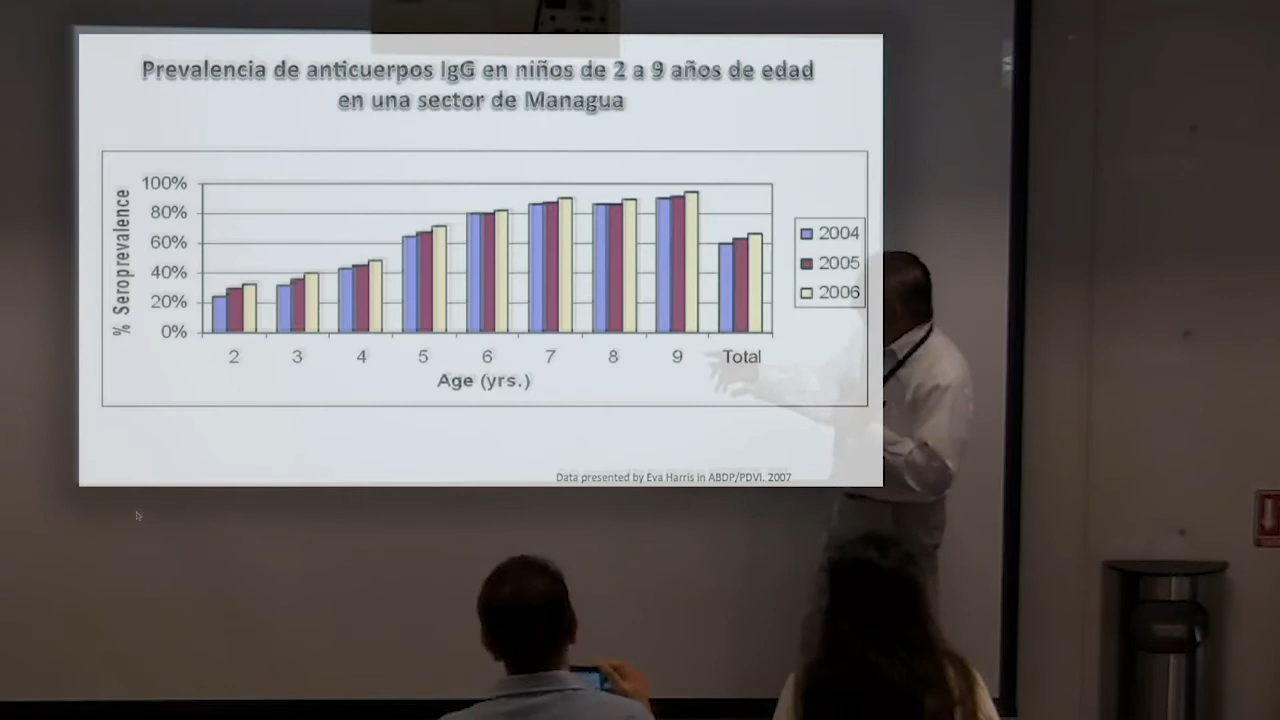 Prevalencia de anticuerpos IgG en niños de 2 a 9 años de edad
en una sector de Managua
% Seroprevalence
100%
80%
60%
40%
20%
0%
2 3 4 5 6 7 8 9 Total
Age (yrs.)
2004
2005
2006
Data presented by Eva Harris in ABDP/PDVI. 2007